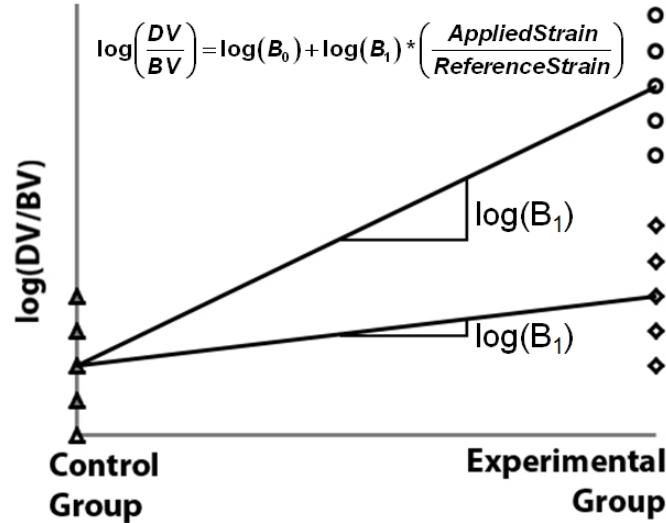 log(DV/BV) = log(B₀) + log(B₁) * (AppliedStrain/ReferenceStrain)
log(DV/BV)
log(B₁)
log(B₁)
Control
Group
Experimental
Group